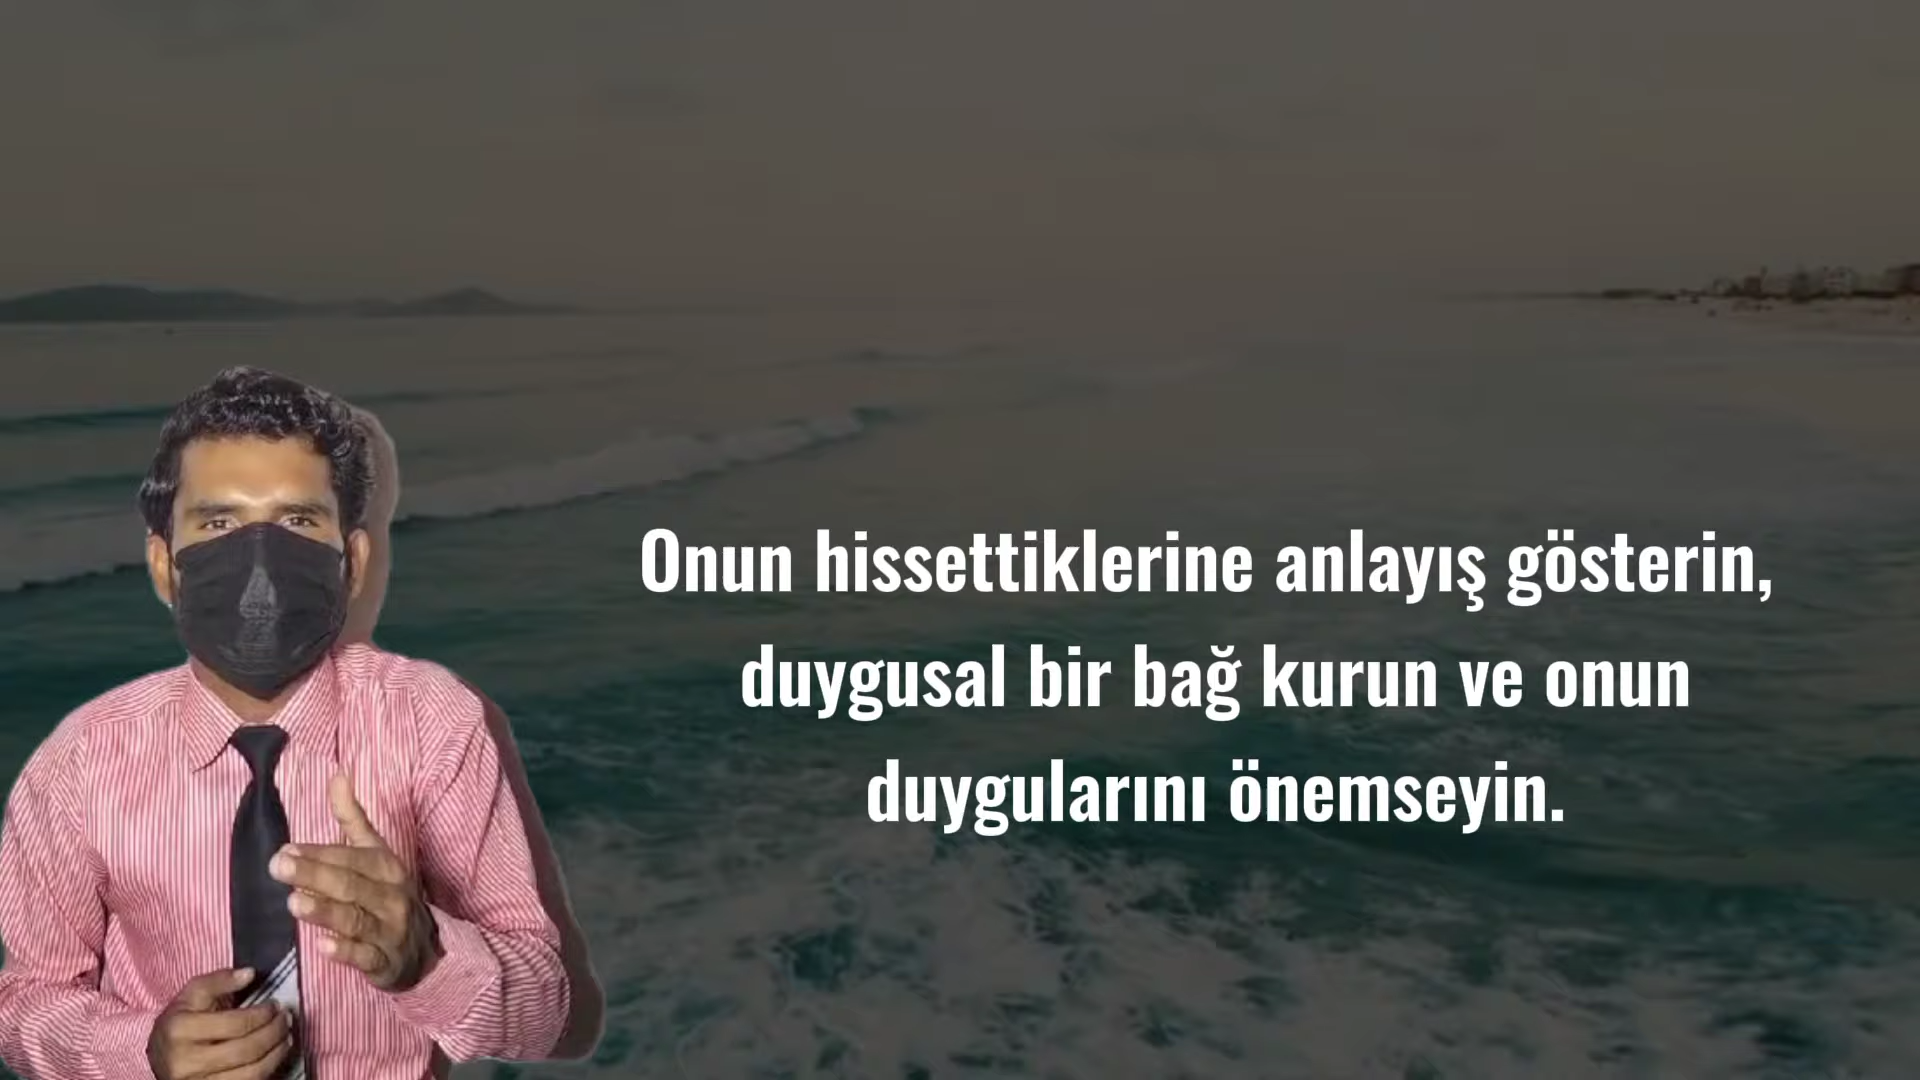 Onun hissettiklerine anlayış gösterin,
duygusal bir bağ kurun ve onun
duygularını önemseyin.